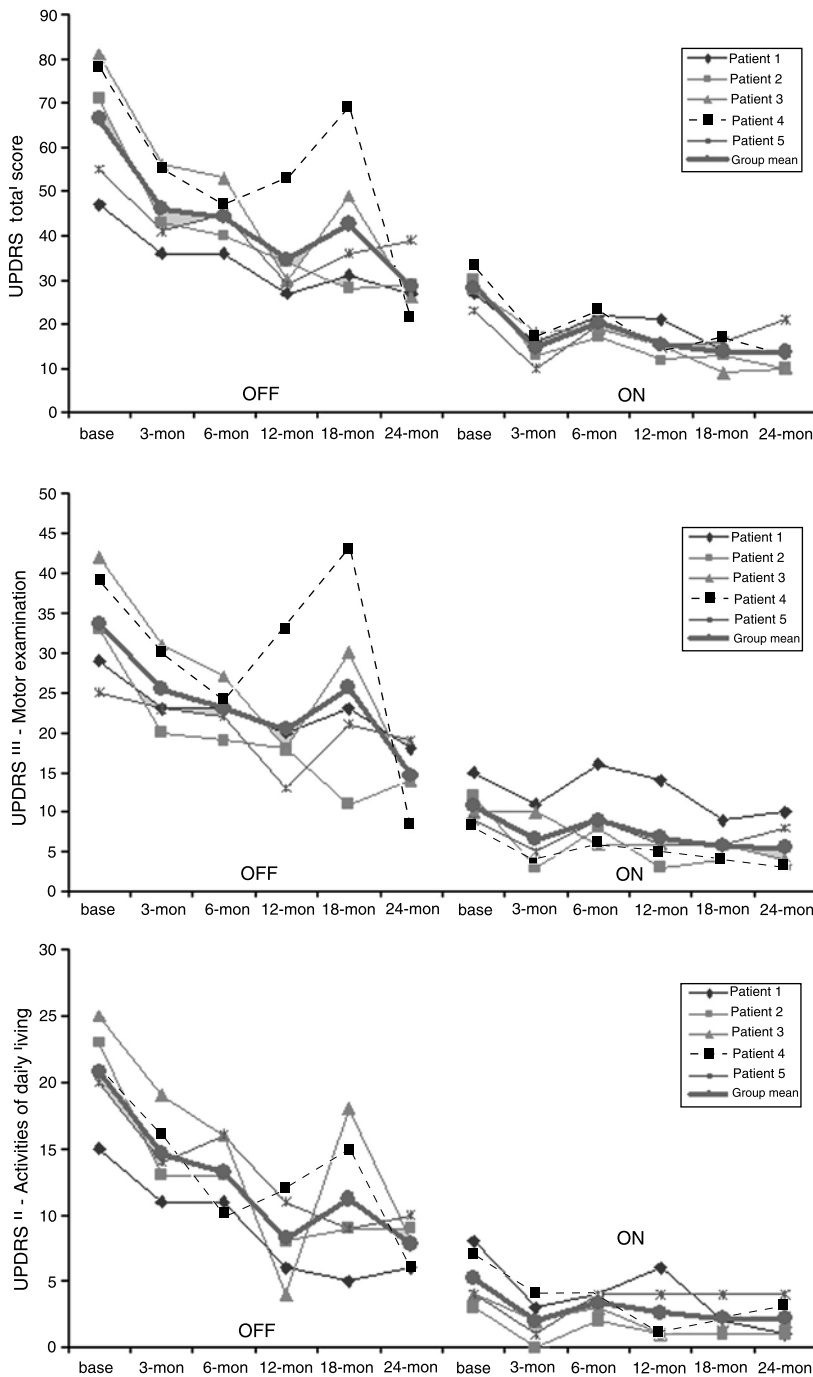 UPDRS total score
90
80
70
60
50
40
30
20
10
0
Patient 1
Patient 2
Patient 3
Patient 4
Patient 5
Group mean
OFF
ON
base 3-mon 6-mon 12-mon 18-mon 24-mon base 3-mon 6-mon 12-mon 18-mon 24-mon
UPDRS III - Motor examination
50
45
40
35
30
25
20
15
10
5
0
Patient 1
Patient 2
Patient 3
Patient 4
Patient 5
Group mean
OFF
ON
base 3-mon 6-mon 12-mon 18-mon 24-mon base 3-mon 6-mon 12-mon 18-mon 24-mon
UPDRS II - Activities of daily living
30
25
20
15
10
5
0
Patient 1
Patient 2
Patient 3
Patient 4
Patient 5
Group mean
ON
OFF
base 3-mon 6-mon 12-mon 18-mon 24-mon base 3-mon 6-mon 12-mon 18-mon 24-mon